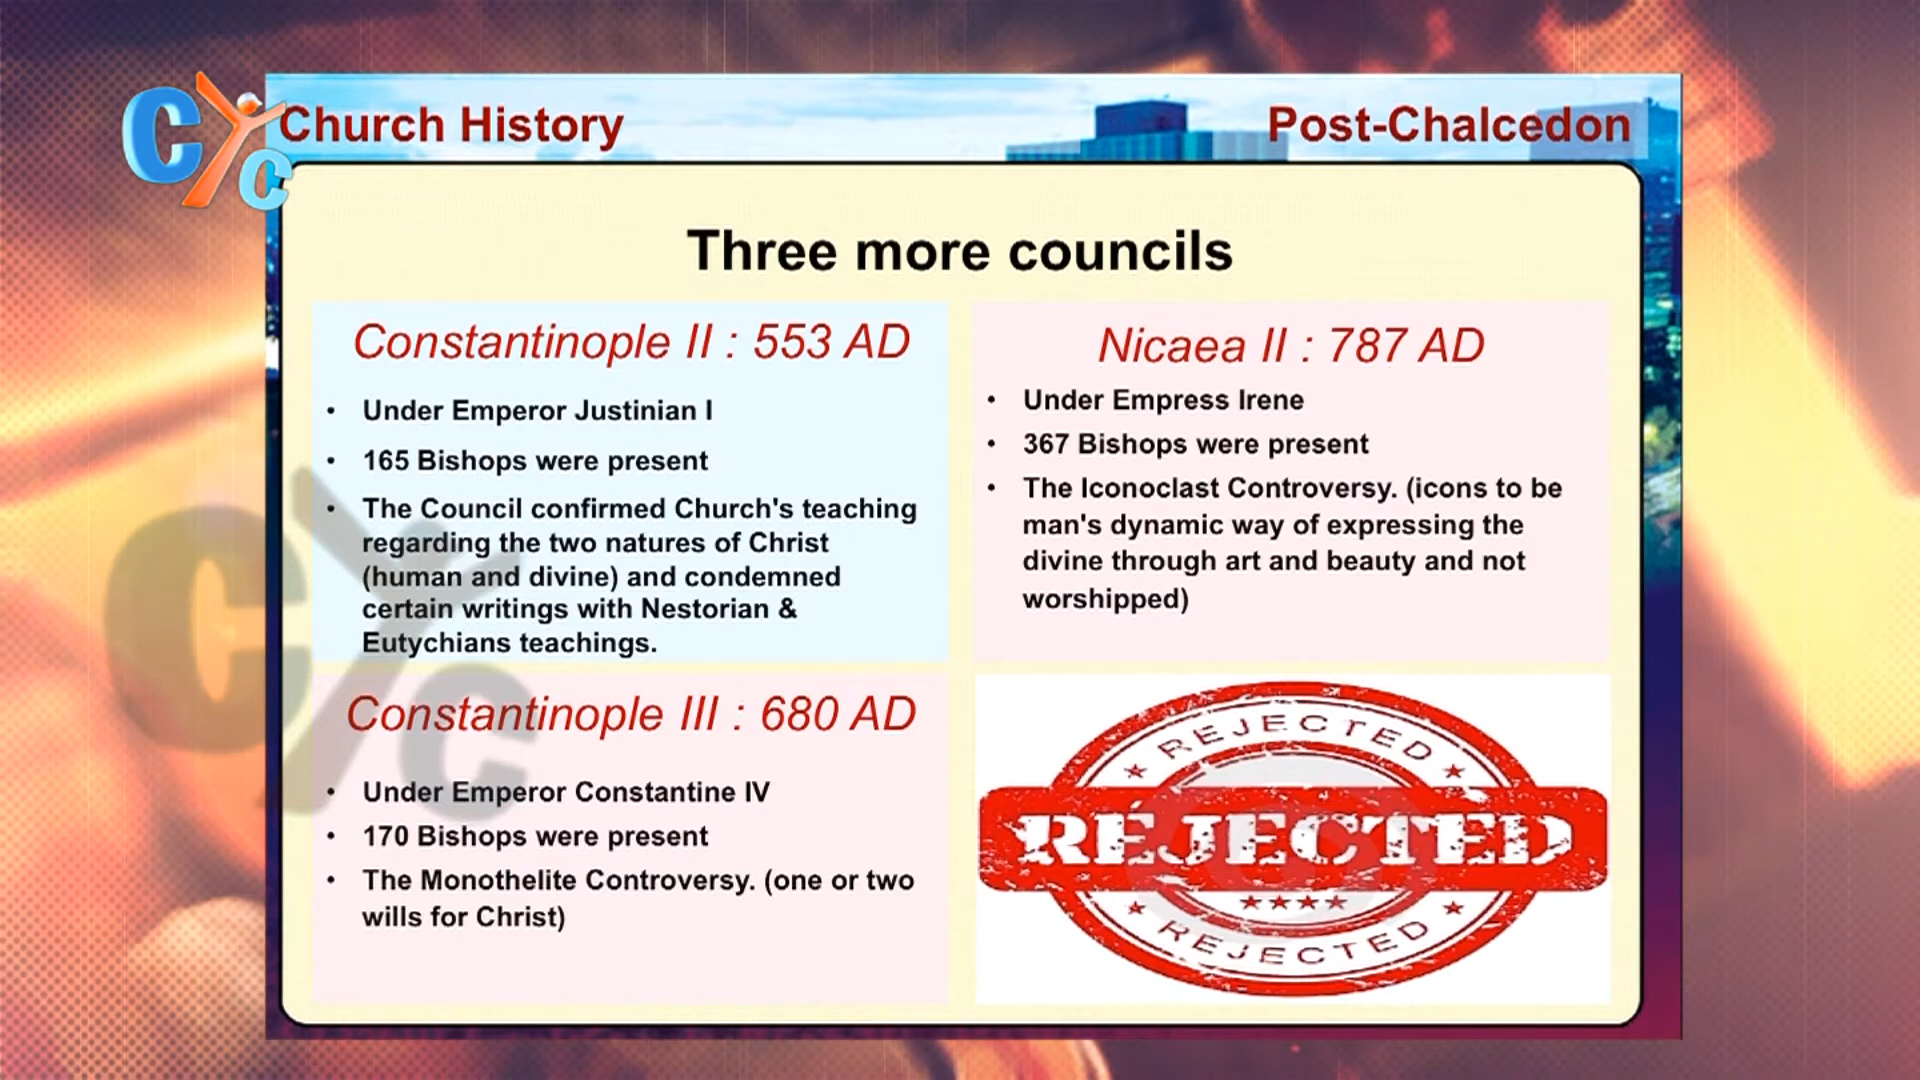 CYC
Church History
Post-Chalcedon
Three more councils
Constantinople II : 553 AD
• Under Emperor Justinian I
• 165 Bishops were present
• The Council confirmed Church's teaching
regarding the two natures of Christ
(human and divine) and condemned
certain writings with Nestorian &
Eutychians teachings.
Nicaea II : 787 AD
• Under Empress Irene
• 367 Bishops were present
• The Iconoclast Controversy. (icons to be
man's dynamic way of expressing the
divine through art and beauty and not
worshipped)
Constantinople III : 680 AD
• Under Emperor Constantine IV
• 170 Bishops were present
• The Monothelite Controversy. (one or two
wills for Christ)
REJECTED
REJECTED
REJECTED
CYC